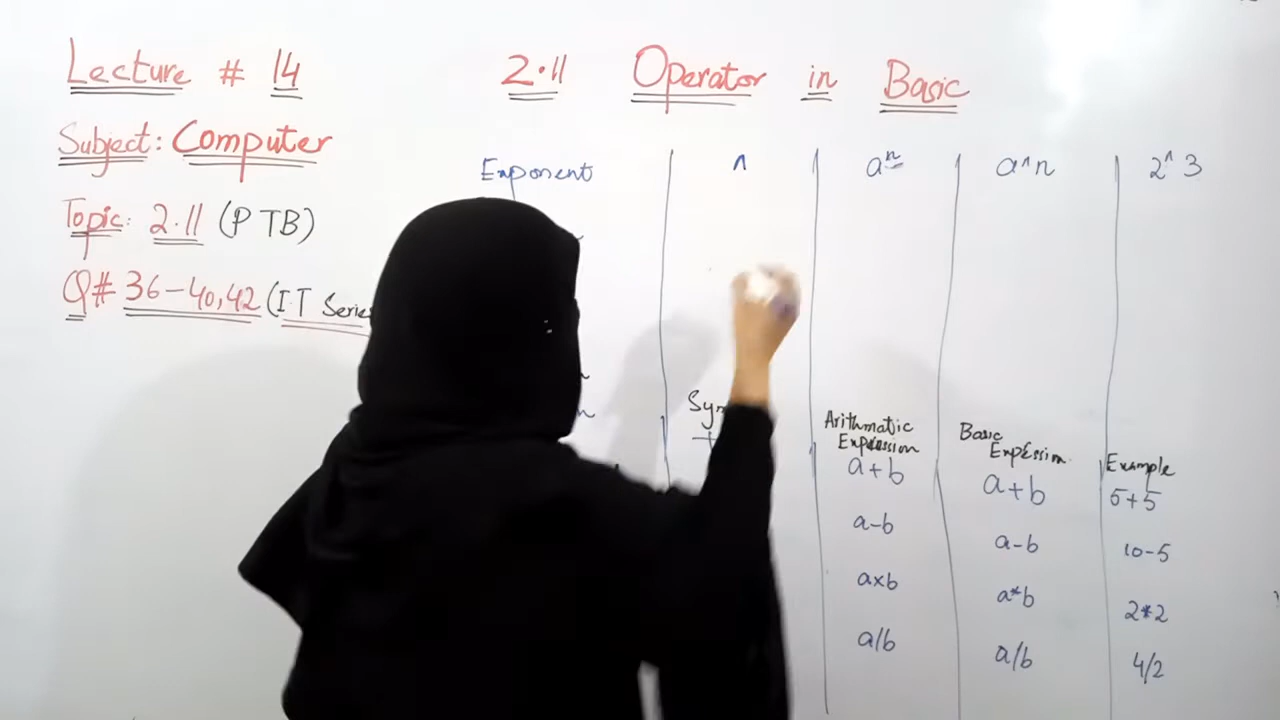 Lecture # 14
2.11 Operator in Basic
Subject: Computer
Exponent ^ aⁿ a^n 2^3
Topic: 2.11 (PTB)
Q# 36-40,42 (I.T
Arithmatic
Expression
Basic
Expression
Example
a+b a+b 5+5
a-b a-b 10-5
axb a*b 2*2
a/b a/b 4/2